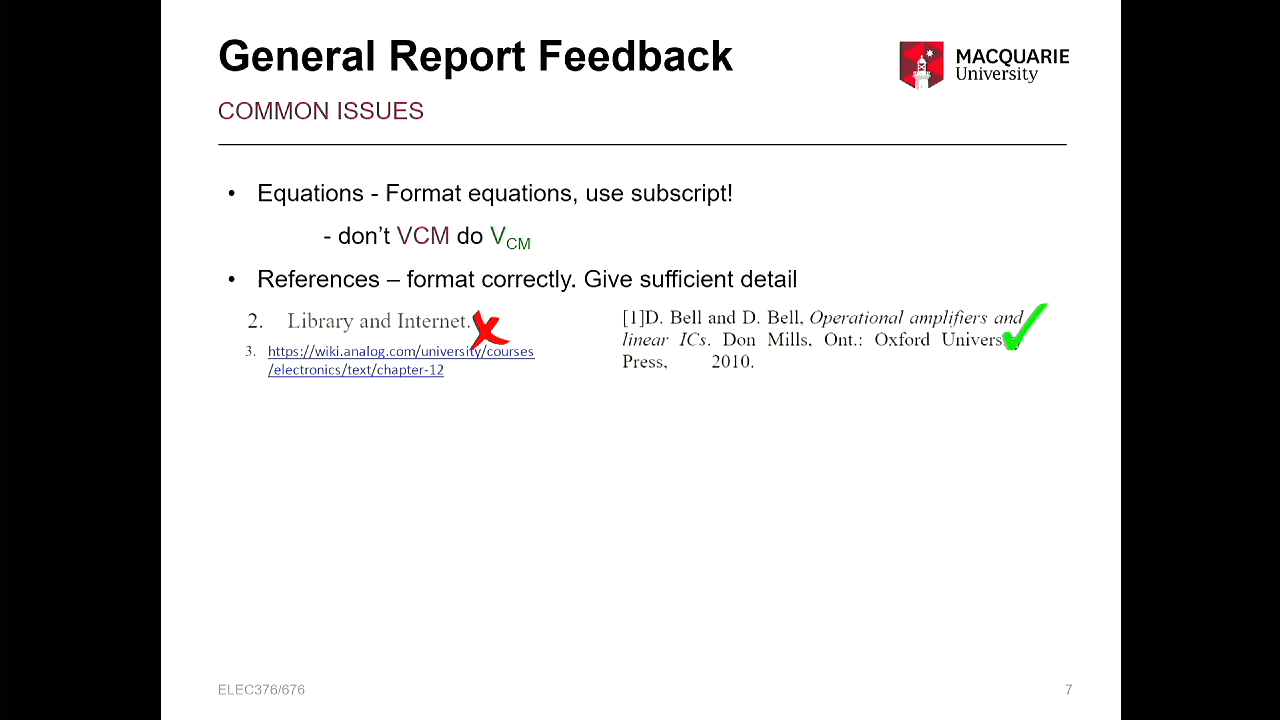 General Report Feedback
MACQUARIE
University
COMMON ISSUES
• Equations - Format equations, use subscript!
- don't VCM do VCM
• References – format correctly. Give sufficient detail
2. Library and Internet.
3. https://wiki.analog.com/university/courses
/electronics/text/chapter-12
[1]D. Bell and D. Bell, Operational amplifiers and
linear ICs. Don Mills, Ont.: Oxford University
Press, 2010.
ELEC376/676
7